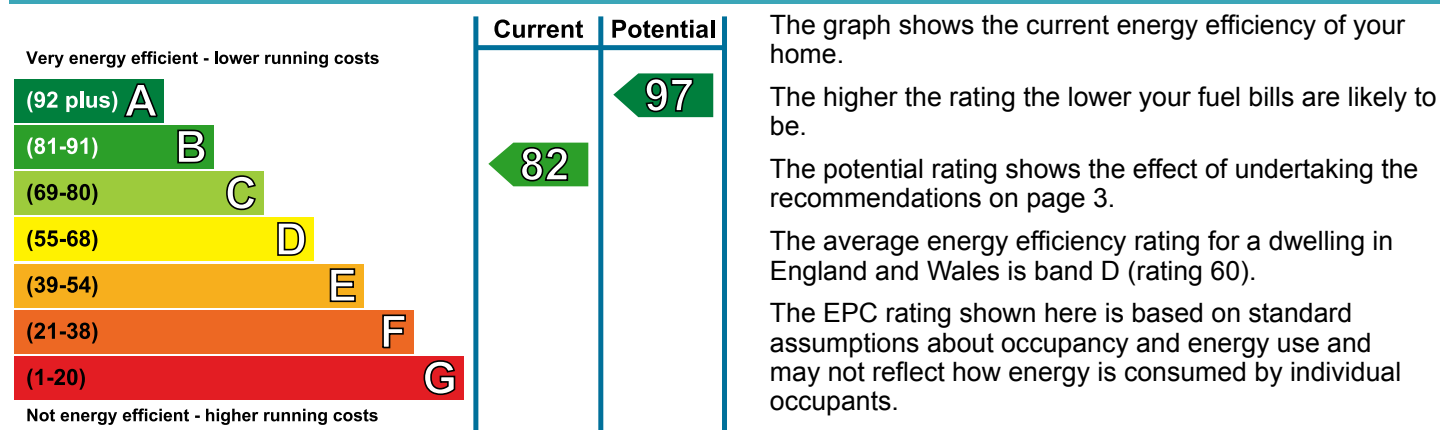 Current Potential
Very energy efficient - lower running costs
(92 plus) A
97
(81-91) B
82
(69-80) C
(55-68) D
(39-54) E
(21-38) F
(1-20) G
Not energy efficient - higher running costs
The graph shows the current energy efficiency of your
home.
The higher the rating the lower your fuel bills are likely to
be.
The potential rating shows the effect of undertaking the
recommendations on page 3.
The average energy efficiency rating for a dwelling in
England and Wales is band D (rating 60).
The EPC rating shown here is based on standard
assumptions about occupancy and energy use and
may not reflect how energy is consumed by individual
occupants.